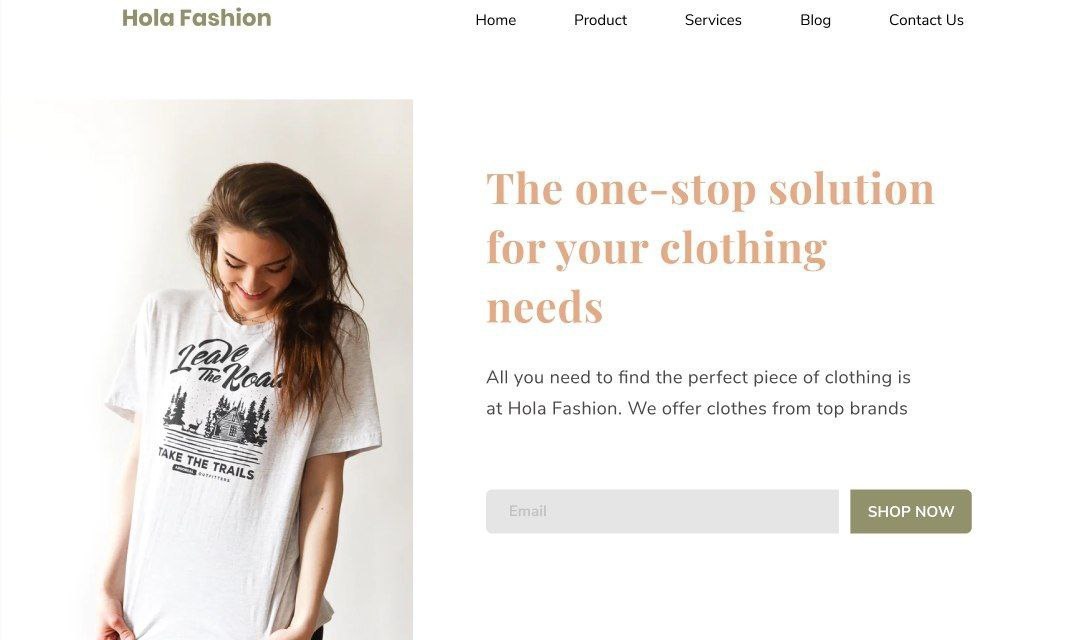 Hola Fashion
Home Product Services Blog Contact Us
The one-stop solution
for your clothing
needs
All you need to find the perfect piece of clothing is
at Hola Fashion. We offer clothes from top brands
Email
SHOP NOW
Leave
The Road
TAKE THE TRAILS
OUTFITTERS